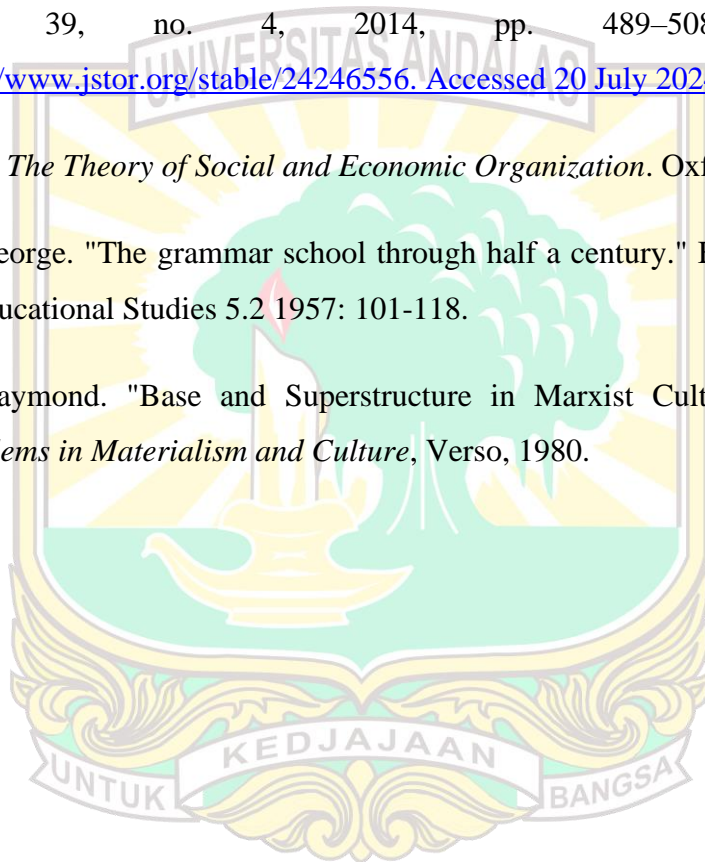 39, no. 4, 2014, pp. 489–508
/www.jstor.org/stable/24246556. Accessed 20 July 202
The Theory of Social and Economic Organization. Oxf
eorge. "The grammar school through half a century."
ucational Studies 5.2 1957: 101-118.
aymond. "Base and Superstructure in Marxist Cult
lems in Materialism and Culture, Verso, 1980.
UNIVERSITAS ANDALAS
UNTUK KEDJAJAAN BANGSA